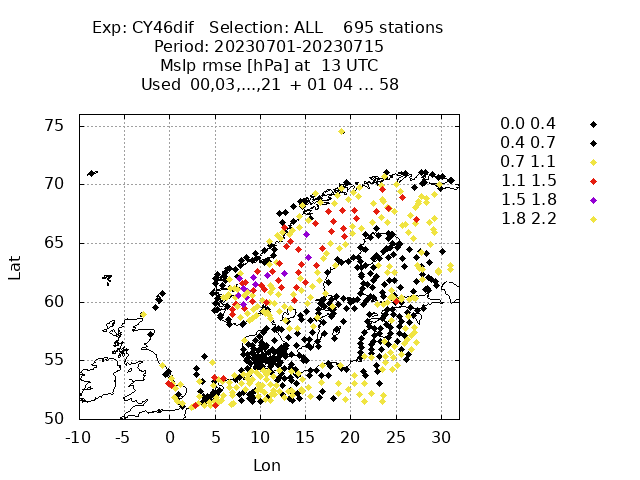 Exp: CY46dif   Selection: ALL    695 stations
Period: 20230701-20230715
Mslp rmse [hPa] at  13 UTC
Used  00,03,...,21  + 01 04 ... 58
0.0 0.4
0.4 0.7
0.7 1.1
1.1 1.5
1.5 1.8
1.8 2.2
75
70
65
60
55
50
Lat
-10 -5 0 5 10 15 20 25 30
Lon